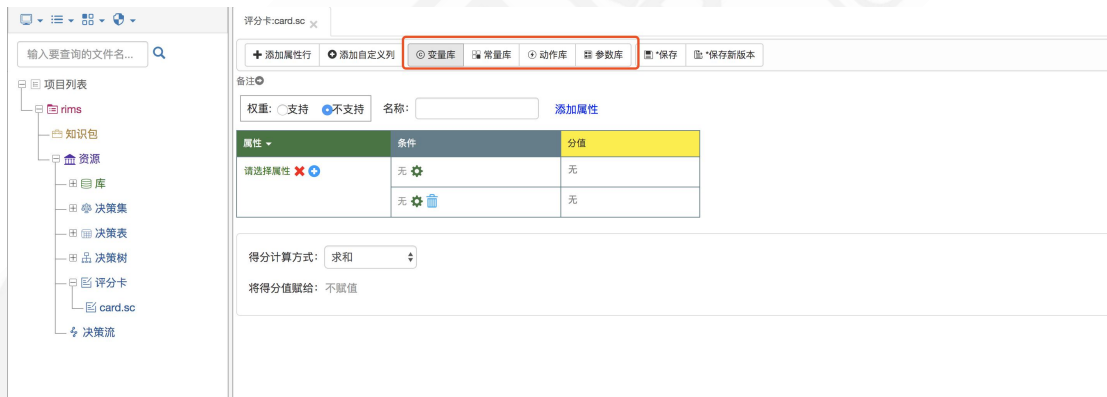 评分卡:card.sc
输入要查询的文件名...
添加属性行 添加自定义列 变量库 常量库 动作库 参数库 *保存 *保存新版本
项目列表
rims
知识包
资源
库
决策集
决策表
决策树
评分卡
card.sc
决策流
备注
权重: 支持 不支持 名称: 添加属性
属性 条件 分值
请选择属性 无 无
无 无
得分计算方式: 求和
将得分值赋给: 不赋值